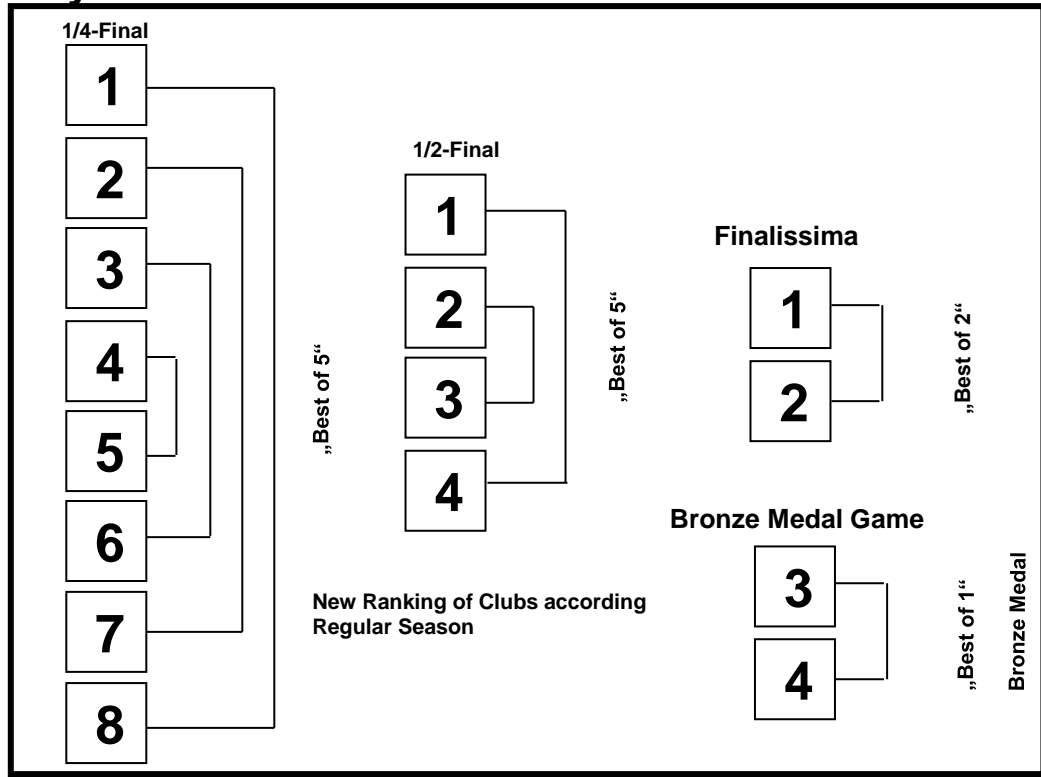 1/4-Final
1
2
3
4
5
6
7
8
„Best of 5“
1/2-Final
1
2
3
4
„Best of 5“
New Ranking of Clubs according
Regular Season
Finalissima
1
2
„Best of 2“
Bronze Medal Game
3
4
„Best of 1“
Bronze Medal